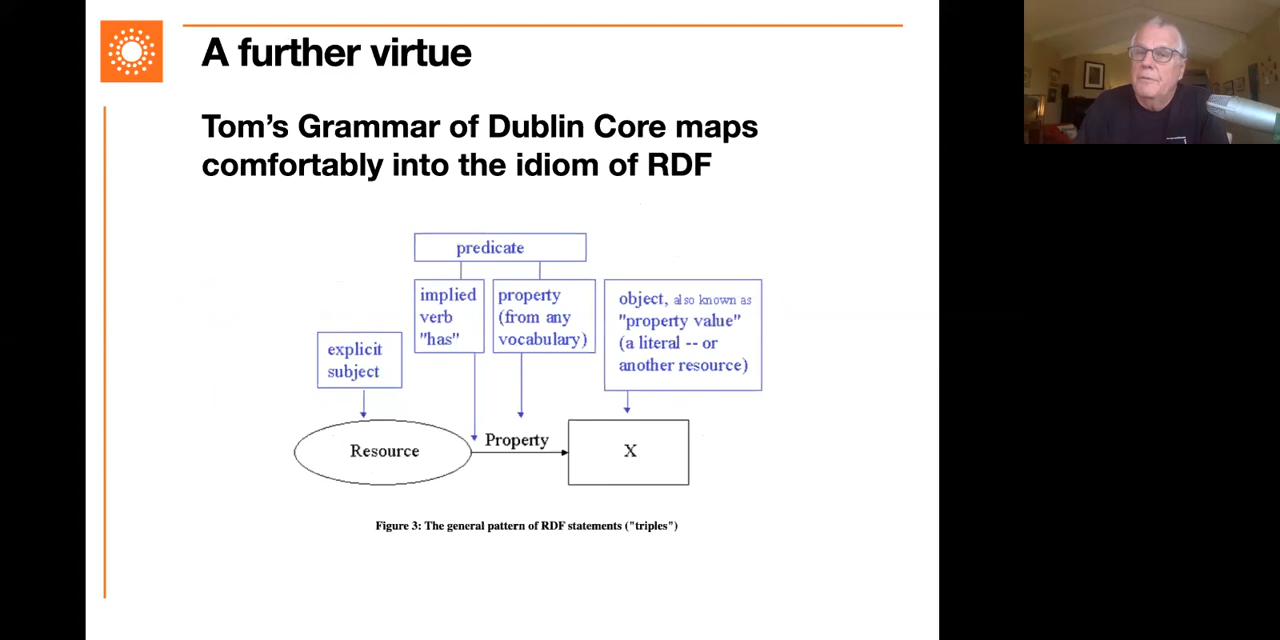 A further virtue
Tom's Grammar of Dublin Core maps
comfortably into the idiom of RDF
predicate
implied
verb
"has"
property
(from any
vocabulary)
object, also known as
"property value"
(a literal -- or
another resource)
explicit
subject
Resource
Property
X
Figure 3: The general pattern of RDF statements ("triples")